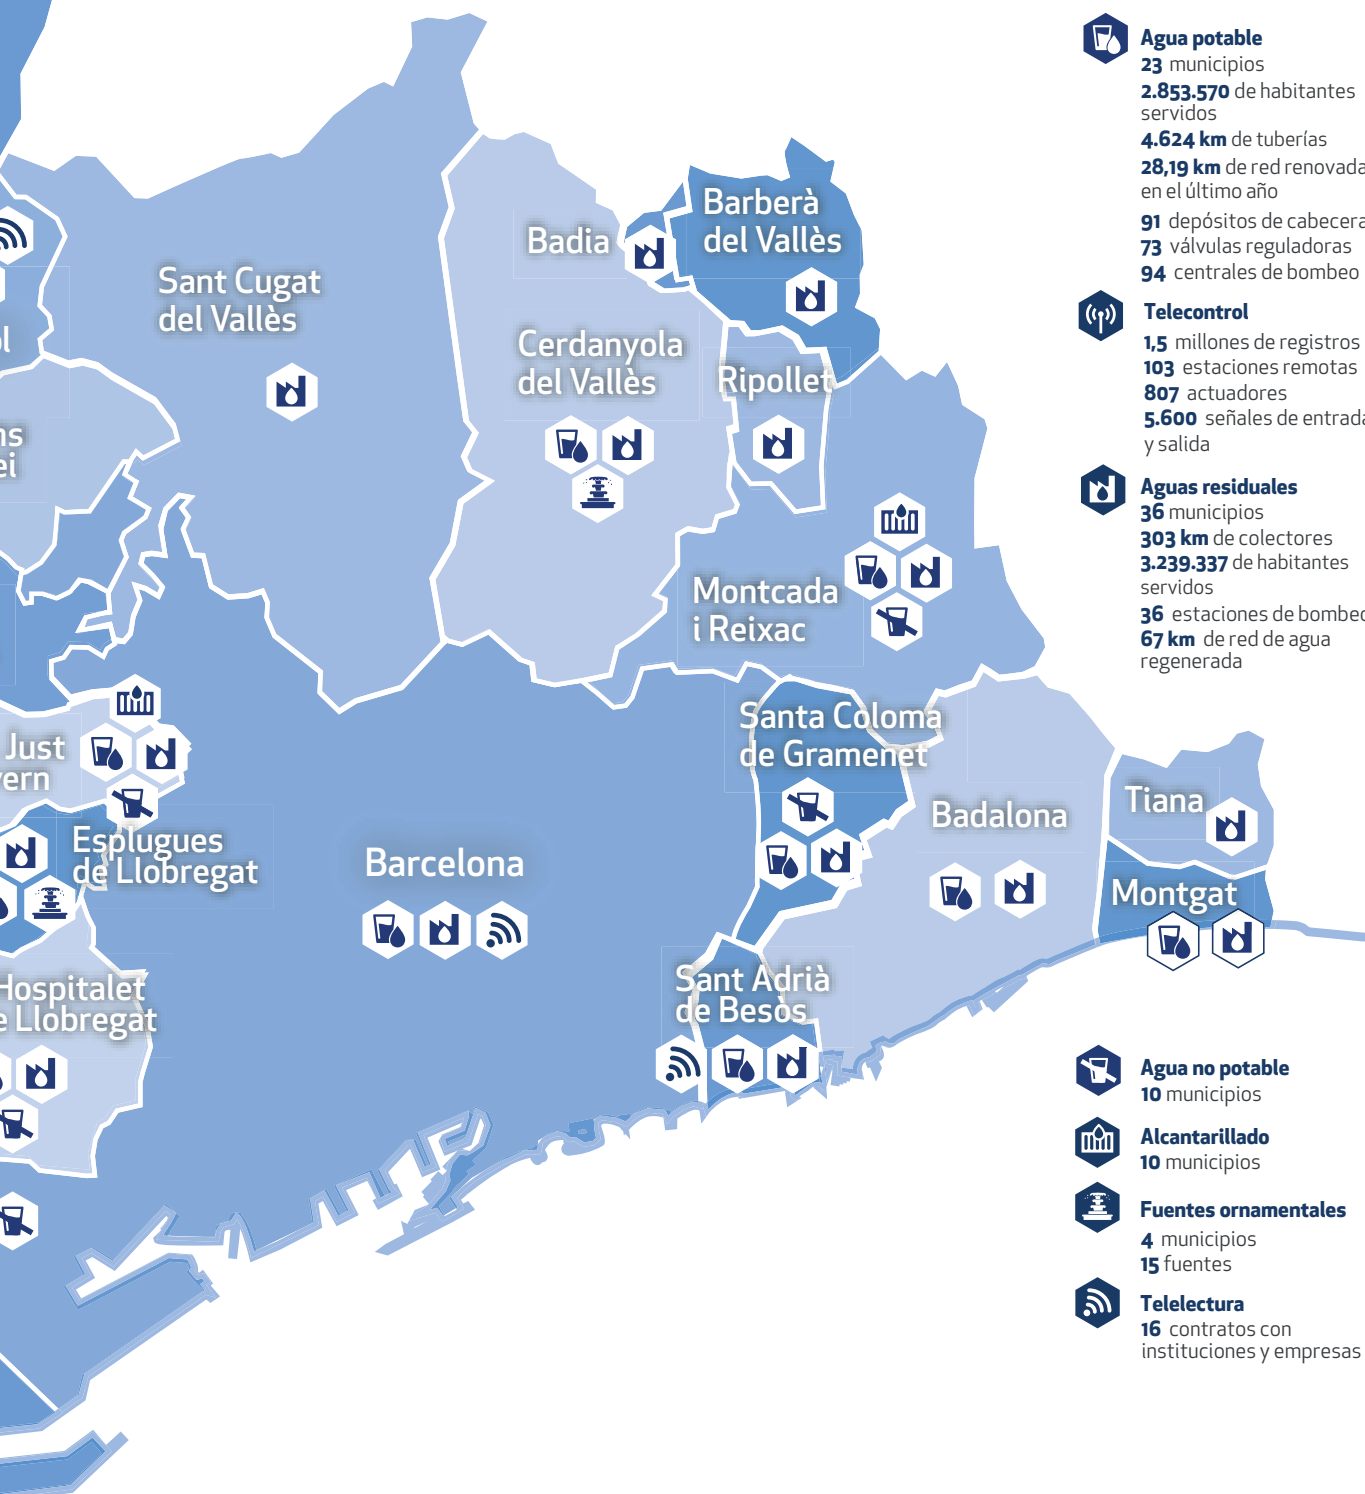 Agua potable
23 municipios
2.853.570 de habitantes
servidos
4.624 km de tuberías
28,19 km de red renovada
en el último año
91 depósitos de cabecera
73 válvulas reguladoras
94 centrales de bombeo
Telecontrol
1,5 millones de registros
103 estaciones remotas
807 actuadores
5.600 señales de entrada
y salida
Aguas residuales
36 municipios
303 km de colectores
3.239.337 de habitantes
servidos
36 estaciones de bombeo
67 km de red de agua
regenerada
Barberà
del Vallès
Badia
Sant Cugat
del Vallès
Cerdanyola
del Vallès
Ripollet
Montcada
i Reixac
Santa Coloma
de Gramenet
Just
Tiana
Badalona
Esplugues
de Llobregat
Barcelona
Montgat
Sant Adrià
de Besòs
Hospitalet
Llobregat
Agua no potable
10 municipios
Alcantarillado
10 municipios
Fuentes ornamentales
4 municipios
15 fuentes
Telelectura
16 contratos con
instituciones y empresas